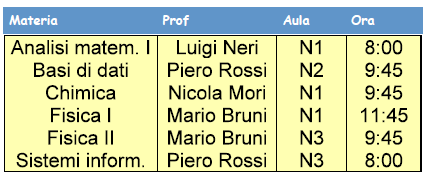 Materia Prof Aula Ora
Analisi matem. I Luigi Neri N1 8:00
Basi di dati Piero Rossi N2 9:45
Chimica Nicola Mori N1 9:45
Fisica I Mario Bruni N1 11:45
Fisica II Mario Bruni N3 9:45
Sistemi inform. Piero Rossi N3 8:00